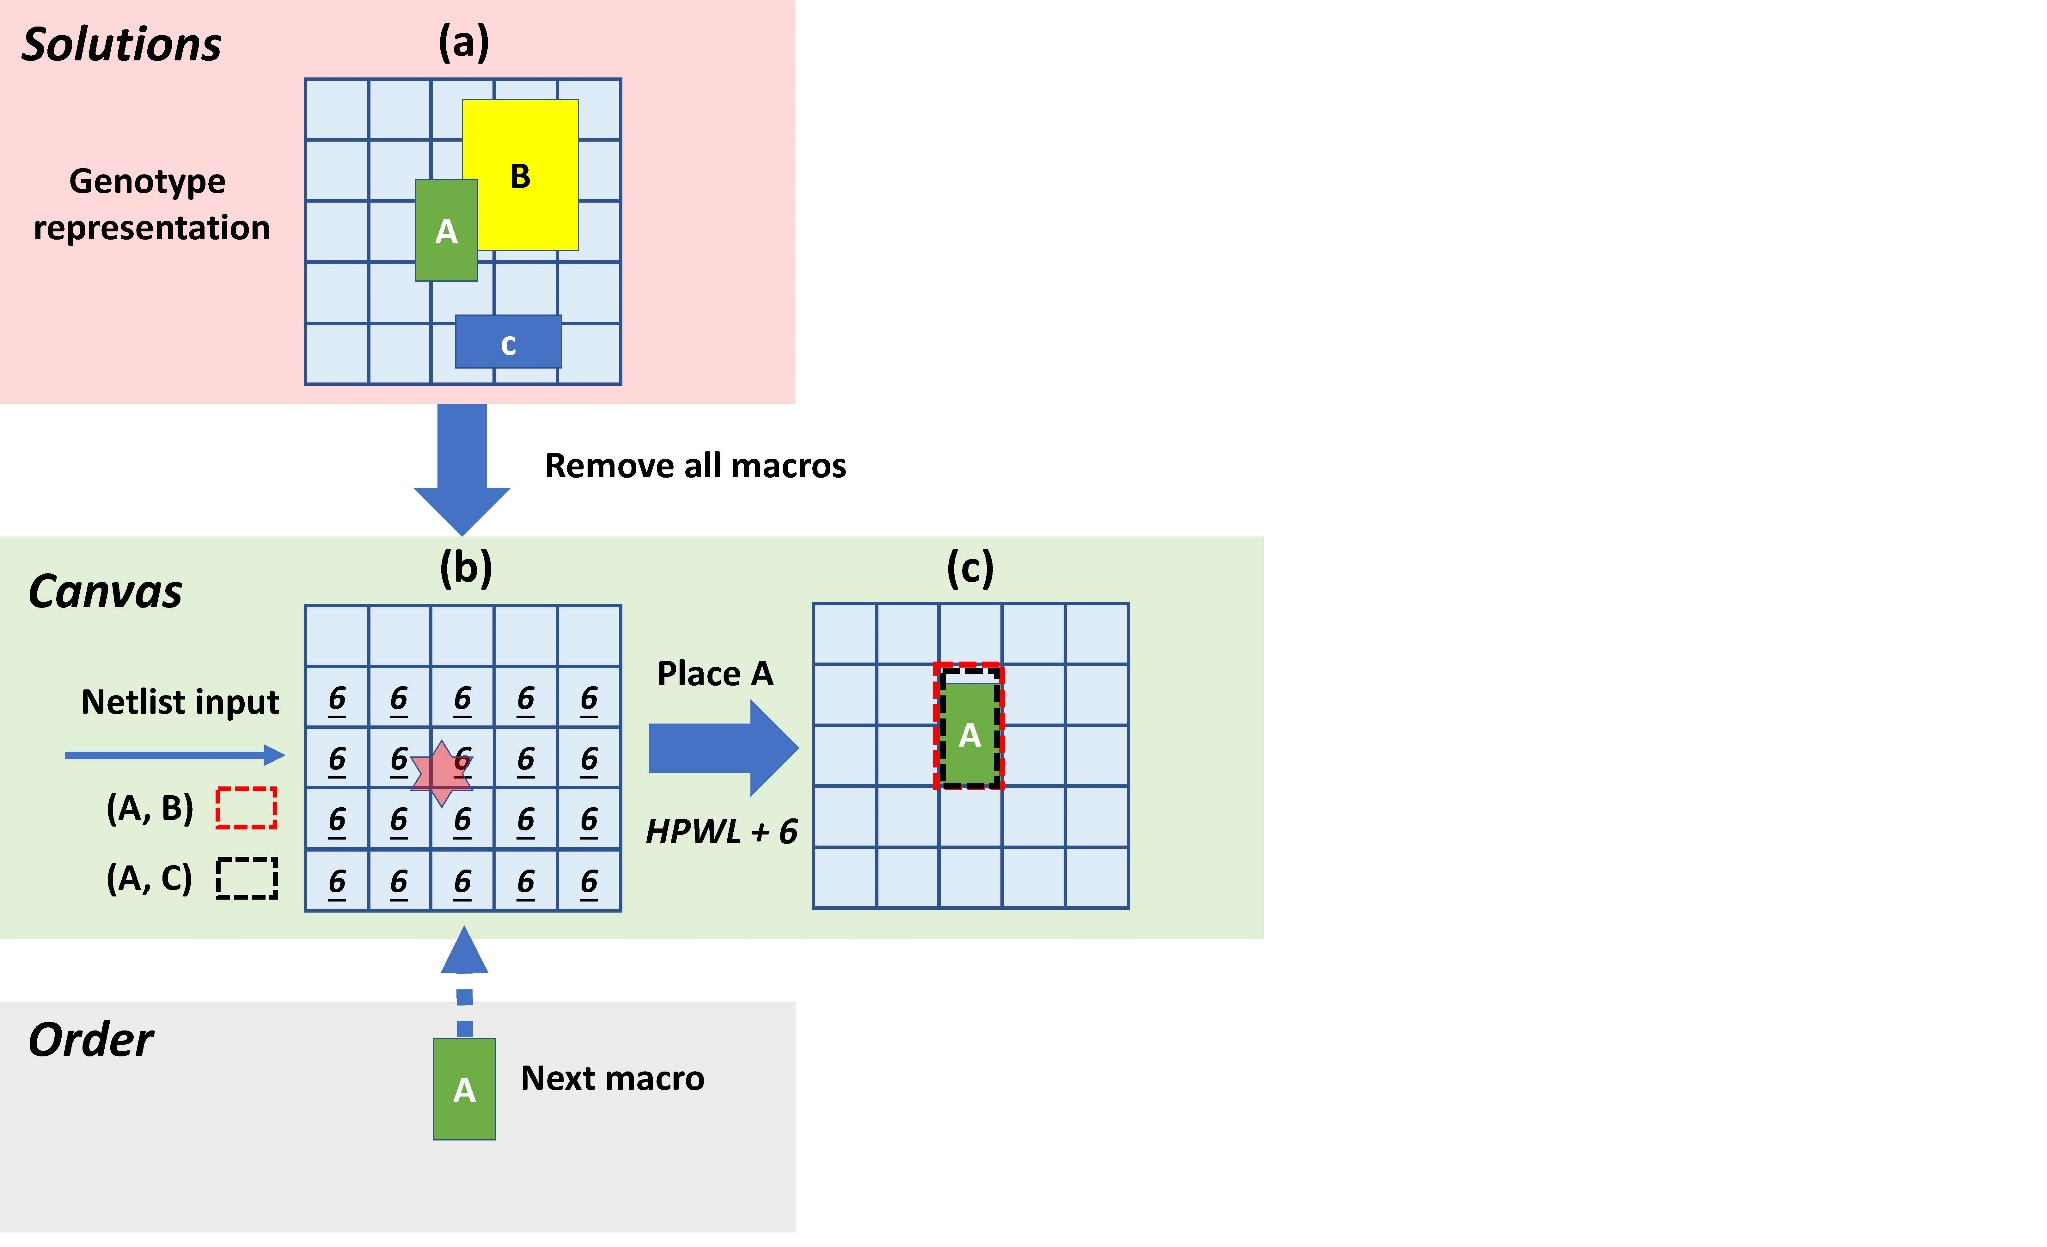 Solutions
(a)
Genotype
representation
B
A
c
Remove all macros
Canvas
(b)
(c)
Netlist input
(A, B)
(A, C)
6 6 6 6 6
6 6 6 6 6
6 6 6 6 6
6 6 6 6 6
Place A
HPWL + 6
A
Order
A
Next macro